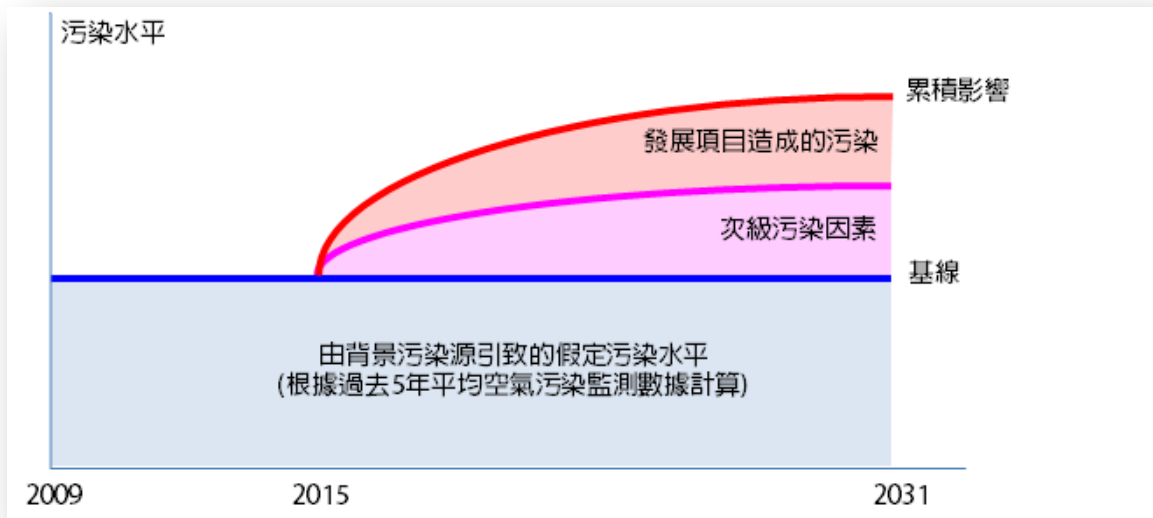 污染水平
累積影響
發展項目造成的污染
次級污染因素
基線
由背景污染源引致的假定污染水平
(根據過去5年平均空氣污染監測數據計算)
2009
2015
2031